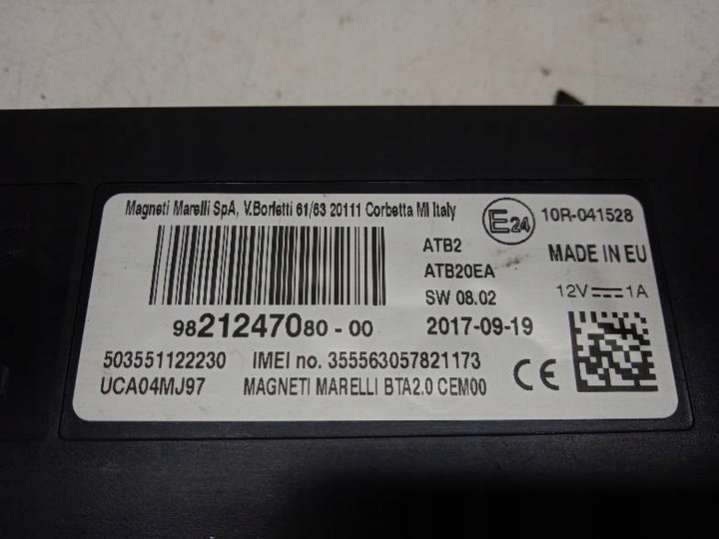 Magneti Marelli SpA, V.Borletti 61/63 20111 Corbetta MI Italy
E24 10R-041528
ATB2 MADE IN EU
ATB20EA
SW 08.02 12V 1A
9821247080-00 2017-09-19
503551122230 IMEI no. 355563057821173 CE
UCA04MJ97 MAGNETI MARELLI BTA2.0 CEM00